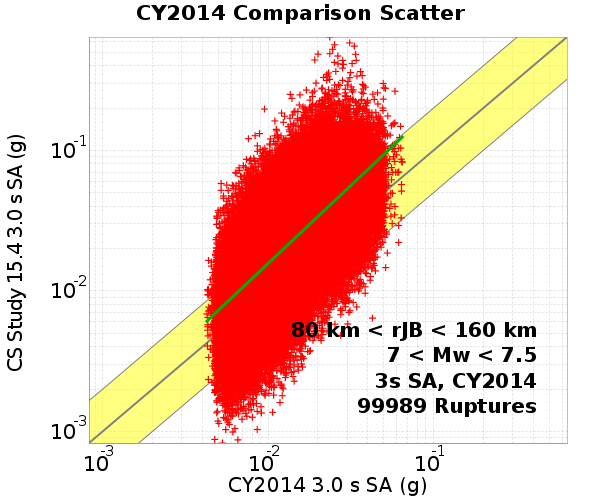 CY2014 Comparison Scatter
CS Study 15.4 3.0 s SA (g)
10-1
10-2
10-3
80 km < rJB < 160 km
7 < Mw < 7.5
3s SA, CY2014
99989 Ruptures
10-3 10-2 10-1
CY2014 3.0 s SA (g)